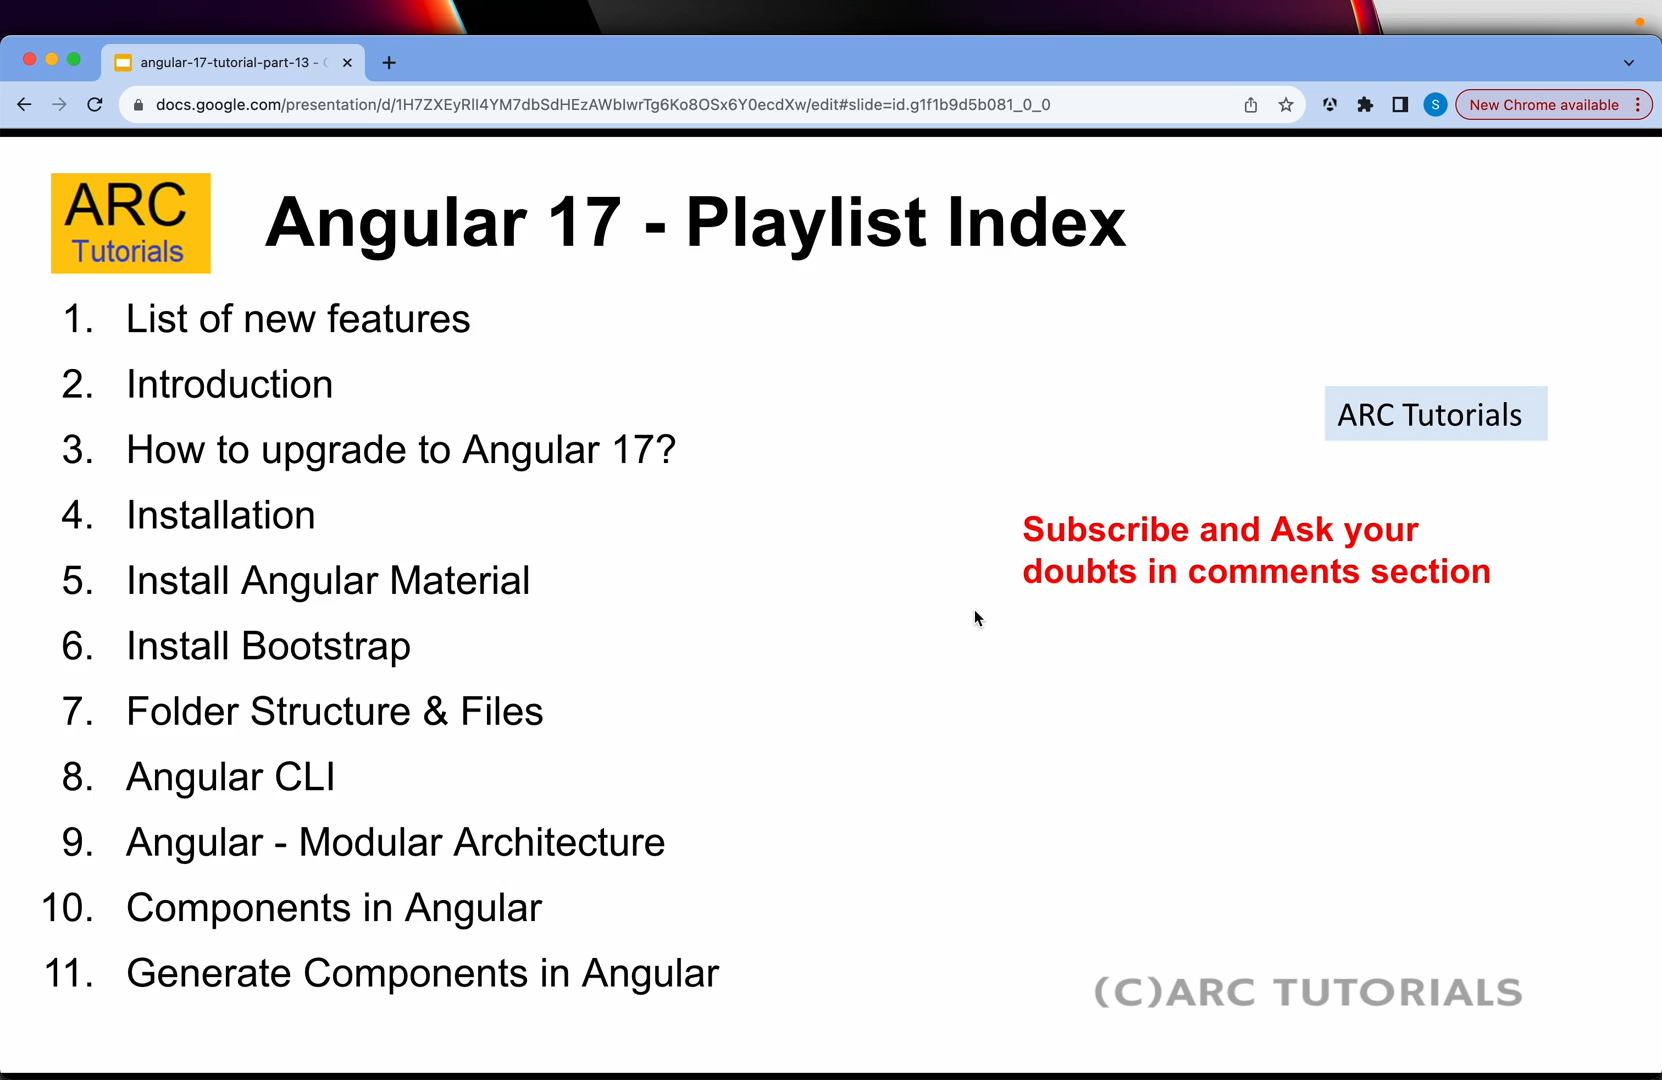 angular-17-tutorial-part-13 -
docs.google.com/presentation/d/1H7ZXEyRlI4YM7dbSdHEzAWblwrTg6Ko8OSx6Y0ecdXw/edit#slide=id.g1f1b9d5b081_0_0
S
New Chrome available
ARC
Tutorials
Angular 17 - Playlist Index
1. List of new features
2. Introduction
3. How to upgrade to Angular 17?
4. Installation
5. Install Angular Material
6. Install Bootstrap
7. Folder Structure & Files
8. Angular CLI
9. Angular - Modular Architecture
10. Components in Angular
11. Generate Components in Angular
ARC Tutorials
Subscribe and Ask your
doubts in comments section
(C)ARC TUTORIALS